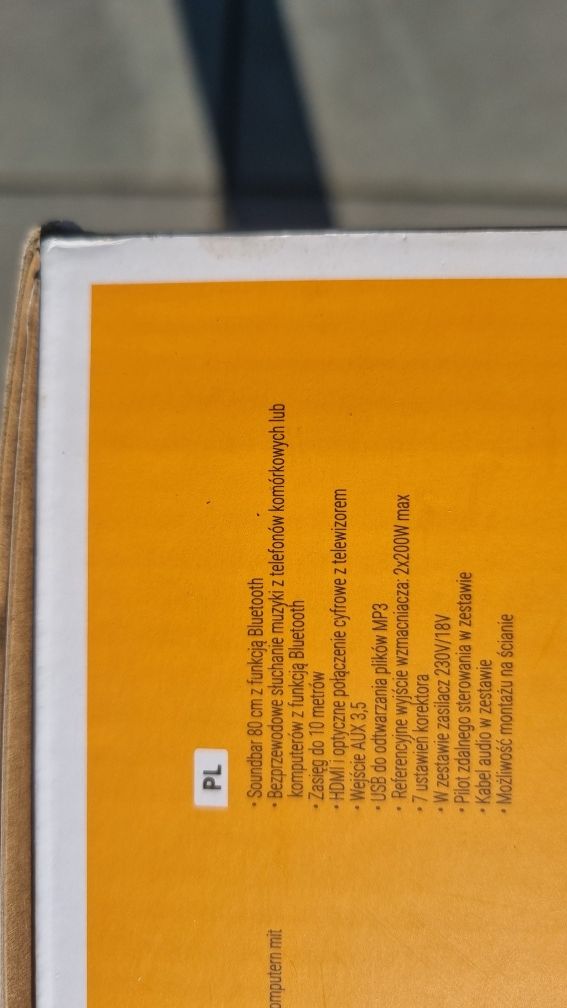 PL
• Soundbar 80 cm z funkcją Bluetooth
• Bezprzewodowe słuchanie muzyki z telefonów komórkowych lub
komputerów z funkcją Bluetooth
• Zasięg do 10 metrów
• HDMI i optyczne połączenie cyfrowe z telewizorem
• Wejście AUX 3,5
• USB do odtwarzania plików MP3
• Referencyjne wyjście wzmacniacza: 2x200W max
• 7 ustawień korektora
• W zestawie zasilacz 230V/18V
• Pilot zdalnego sterowania w zestawie
• Kabel audio w zestawie
• Możliwość montażu na ścianie
omputern mit